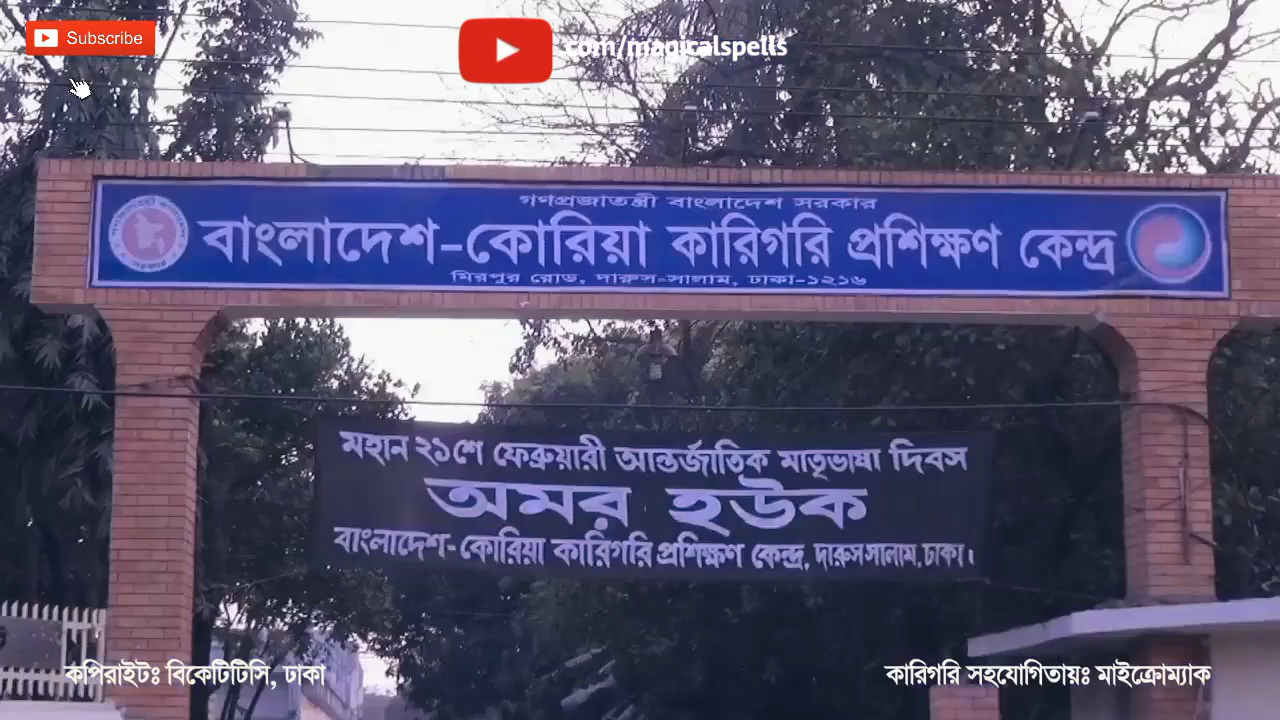 Subscribe
com/magicalspells
গণপ্রজাতন্ত্রী বাংলাদেশ সরকার
বাংলাদেশ-কোরিয়া কারিগরি প্রশিক্ষণ কেন্দ্র
মিরপুর রোড, দারুস-সালাম, ঢাকা-১২১৬
মহান ২১শে ফেব্রুয়ারী আন্তর্জাতিক মাতৃভাষা দিবস
অমর হউক
বাংলাদেশ-কোরিয়া কারিগরি প্রশিক্ষণ কেন্দ্র, দারুসসালাম, ঢাকা।
কপিরাইটঃ বিকেটিটিসি, ঢাকা
কারিগরি সহযোগিতায়ঃ মাইক্রোম্যাক